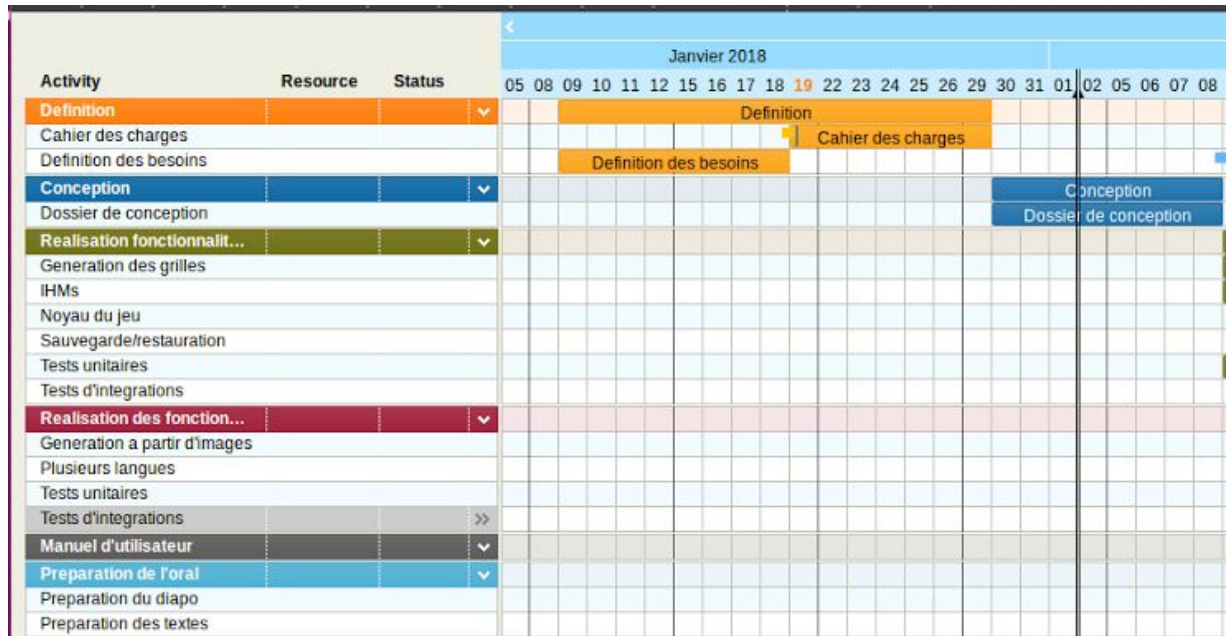 Janvier 2018
Activity Resource Status 05 08 09 10 11 12 15 16 17 18 19 22 23 24 25 26 29 30 31 01 02 05 06 07 08
Definition Definition
Cahier des charges Cahier des charges
Definition des besoins Definition des besoins
Conception Conception
Dossier de conception Dossier de conception
Realisation fonctionnalit...
Generation des grilles
IHMs
Noyau du jeu
Sauvegarde/restauration
Tests unitaires
Tests d'integrations
Realisation des fonction...
Generation a partir d'images
Plusieurs langues
Tests unitaires
Tests d'integrations
Manuel d'utilisateur
Preparation de l'oral
Preparation du diapo
Preparation des textes